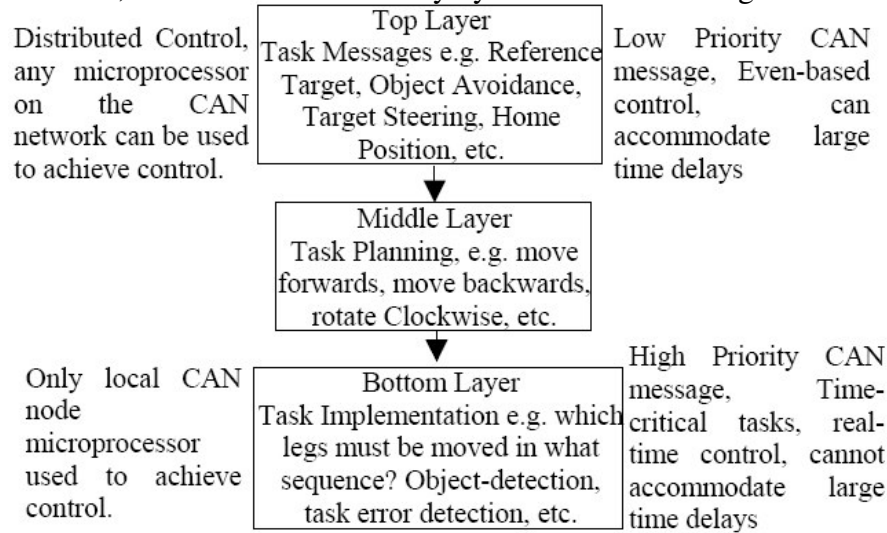 Top Layer
Task Messages e.g. Reference
Target, Object Avoidance,
Target Steering, Home
Position, etc.
Distributed Control,
any microprocessor
on the CAN
network can be used
to achieve control.
Low Priority CAN
message, Even-based
control, can
accommodate large
time delays
Middle Layer
Task Planning, e.g. move
forwards, move backwards,
rotate Clockwise, etc.
Only local CAN
node
microprocessor
used to achieve
control.
Bottom Layer
Task Implementation e.g. which
legs must be moved in what
sequence? Object-detection,
task error detection, etc.
High Priority CAN
message, Time-
critical tasks, real-
time control, cannot
accommodate large
time delays